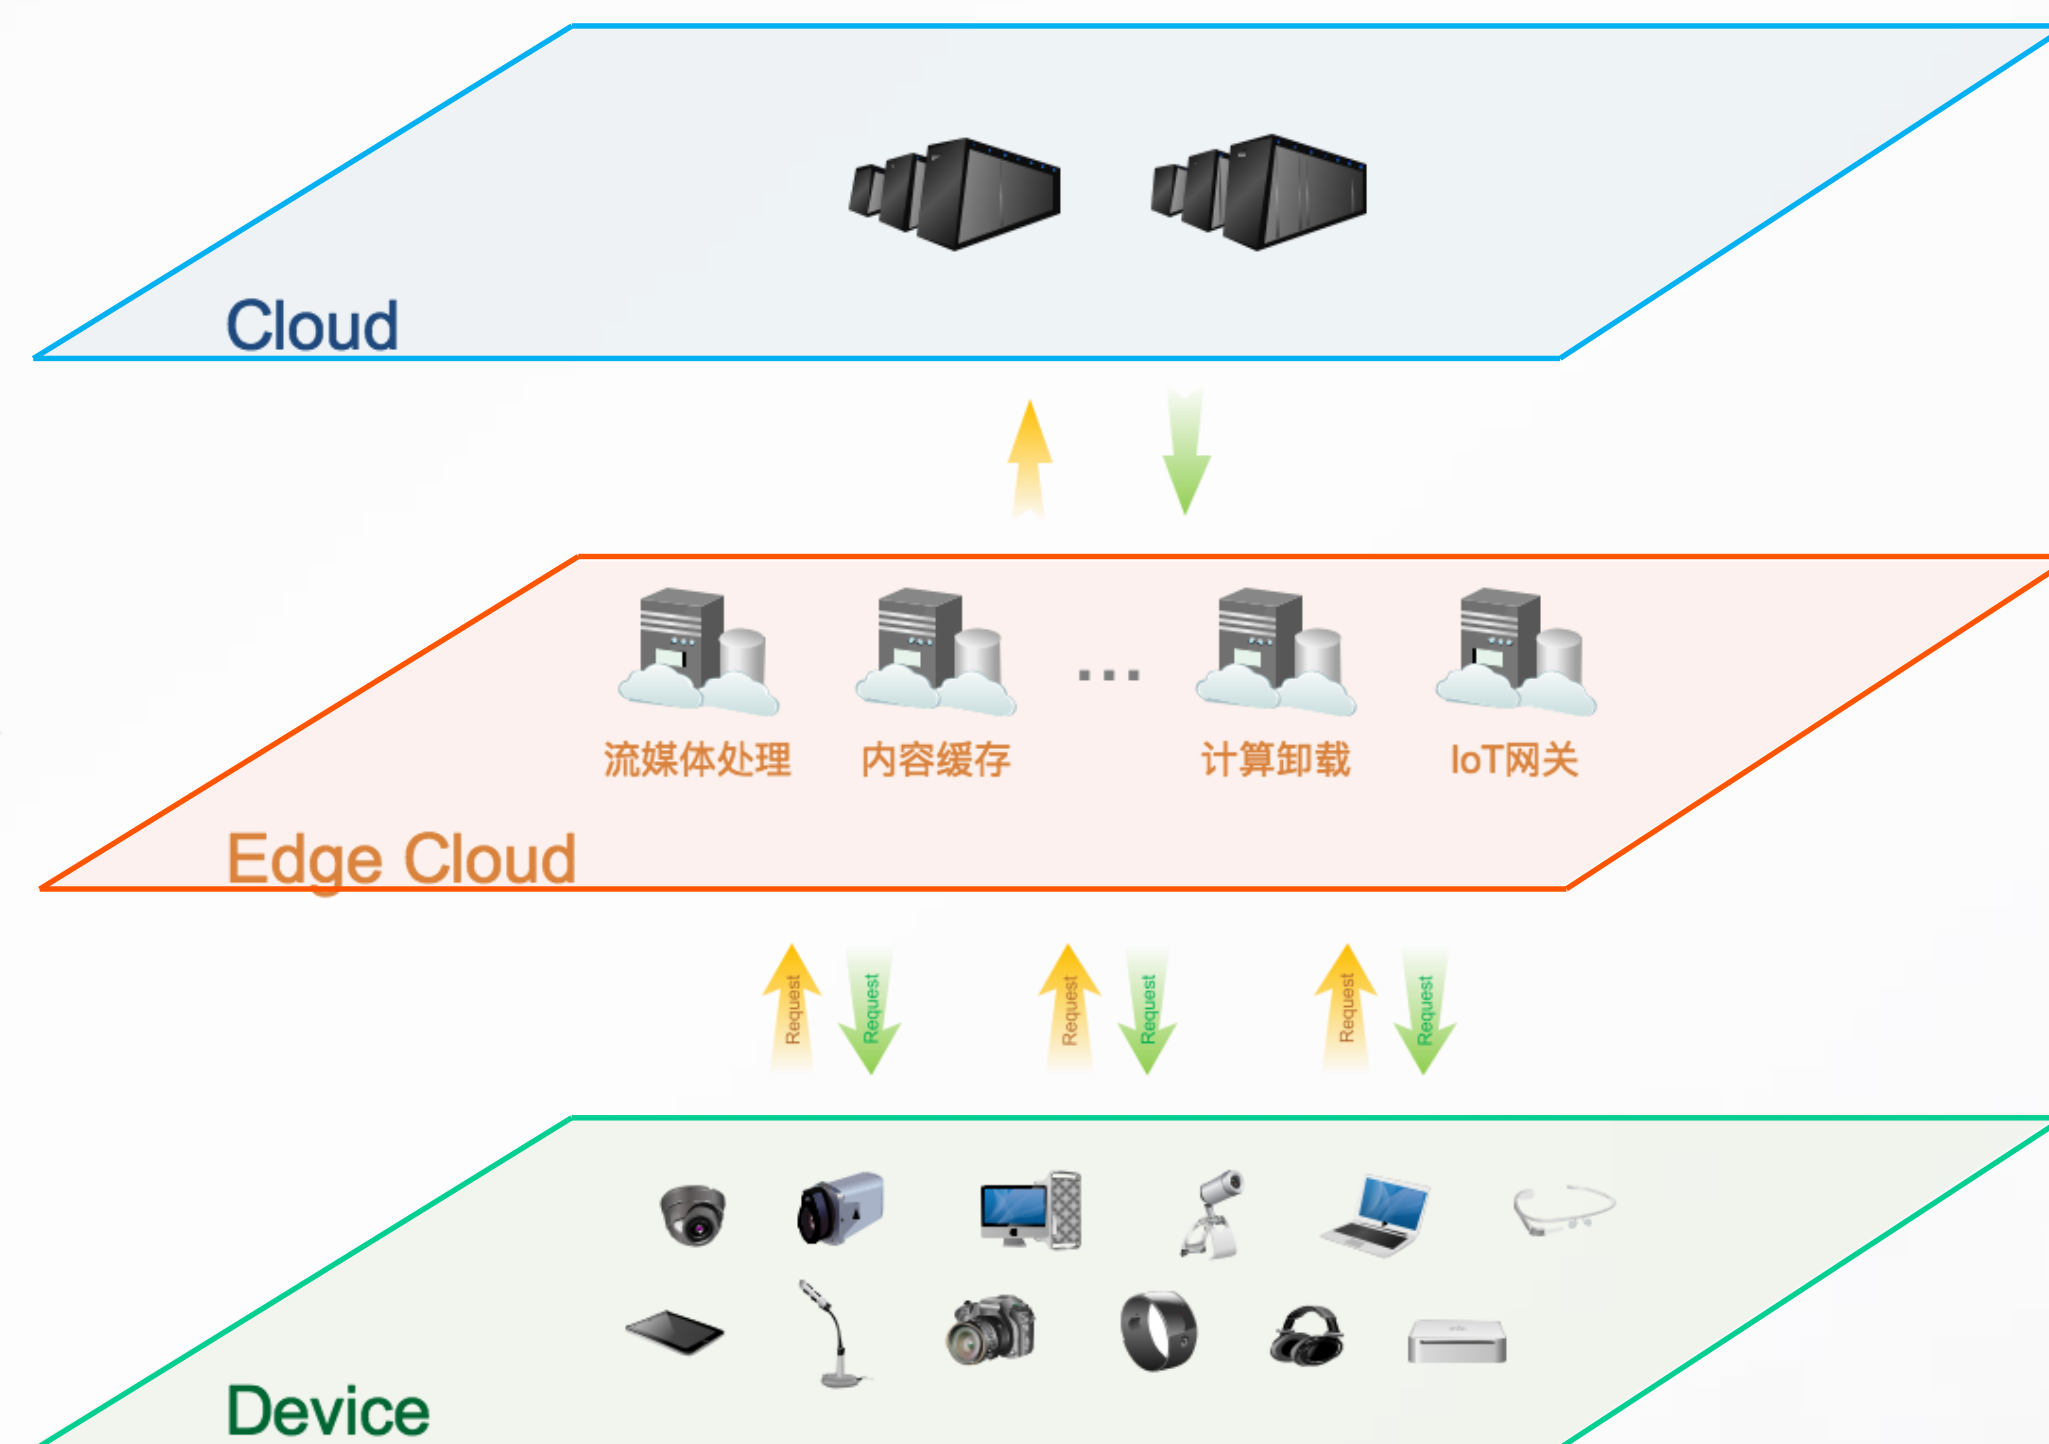 Cloud
流媒体处理
内容缓存
...
计算卸载
IoT网关
Edge Cloud
Request
Request
Request
Request
Request
Request
Device